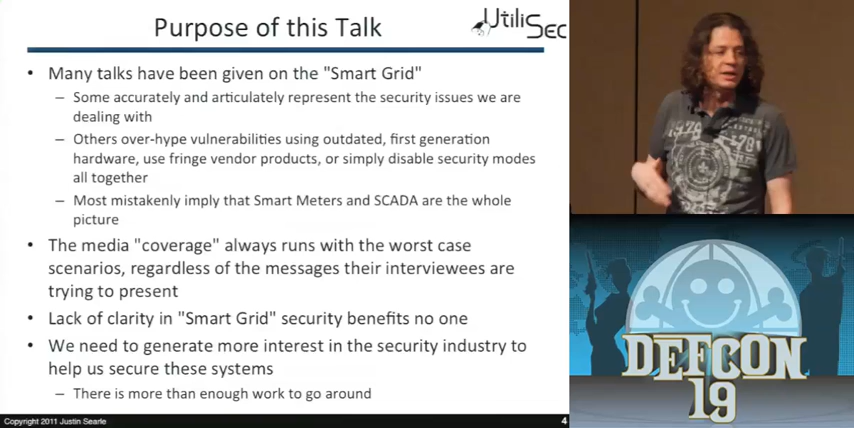 Purpose of this Talk
UtiliSec
• Many talks have been given on the "Smart Grid"
– Some accurately and articulately represent the security issues we are
dealing with
– Others over-hype vulnerabilities using outdated, first generation
hardware, use fringe vendor products, or simply disable security modes
all together
– Most mistakenly imply that Smart Meters and SCADA are the whole
picture
• The media "coverage" always runs with the worst case
scenarios, regardless of the messages their interviewees are
trying to present
• Lack of clarity in "Smart Grid" security benefits no one
• We need to generate more interest in the security industry to
help us secure these systems
– There is more than enough work to go around
Copyright 2011 Justin Searle
4
1978
78
DEFCON
19